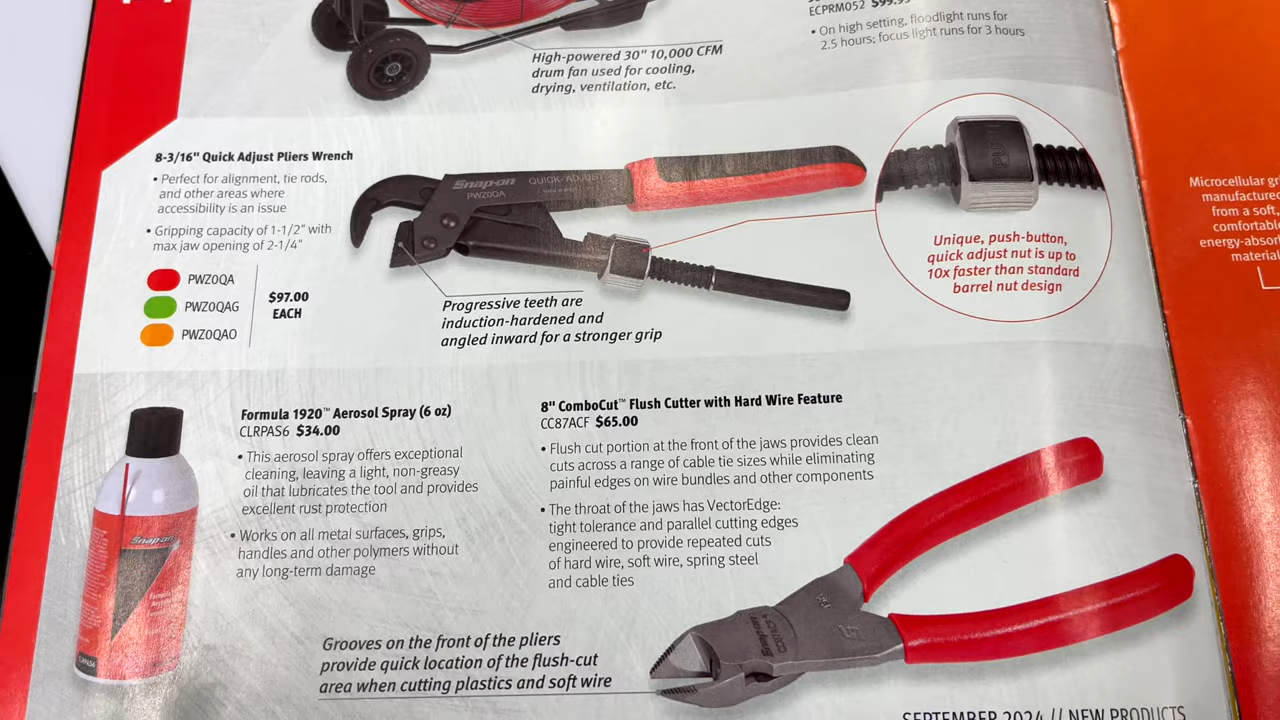 ECPRM052 $99.95
• On high setting, floodlight runs for
2.5 hours; focus light runs for 3 hours
High-powered 30" 10,000 CFM
drum fan used for cooling,
drying, ventilation, etc.
8-3/16" Quick Adjust Pliers Wrench
• Perfect for alignment, tie rods,
and other areas where
accessibility is an issue
• Gripping capacity of 1-1/2" with
max jaw opening of 2-1/4"
PWZ0QA
PWZ0QAG
PWZ0QAO
$97.00
EACH
Snap-on QUICK-ADJUST
PWZ0QA
Progressive teeth are
induction-hardened and
angled inward for a stronger grip
PUSH
Unique, push-button,
quick adjust nut is up to
10x faster than standard
barrel nut design
Microcellular
manufactured
from a soft,
comfortable
energy-absor
material
Formula 1920™ Aerosol Spray (6 oz)
CLRPAS6 $34.00
• This aerosol spray offers exceptional
cleaning, leaving a light, non-greasy
oil that lubricates the tool and provides
excellent rust protection
• Works on all metal surfaces, grips,
handles and other polymers without
any long-term damage
Snap-on
CLRPAS6
8" ComboCut™ Flush Cutter with Hard Wire Feature
CC87ACF $65.00
• Flush cut portion at the front of the jaws provides clean
cuts across a range of cable tie sizes while eliminating
painful edges on wire bundles and other components
• The throat of the jaws has VectorEdge:
tight tolerance and parallel cutting edges
engineered to provide repeated cuts
of hard wire, soft wire, spring steel
and cable ties
Snap-on
Grooves on the front of the pliers
provide quick location of the flush-cut
area when cutting plastics and soft wire
SEPTEMBER 2024 // NEW PRODUCTS